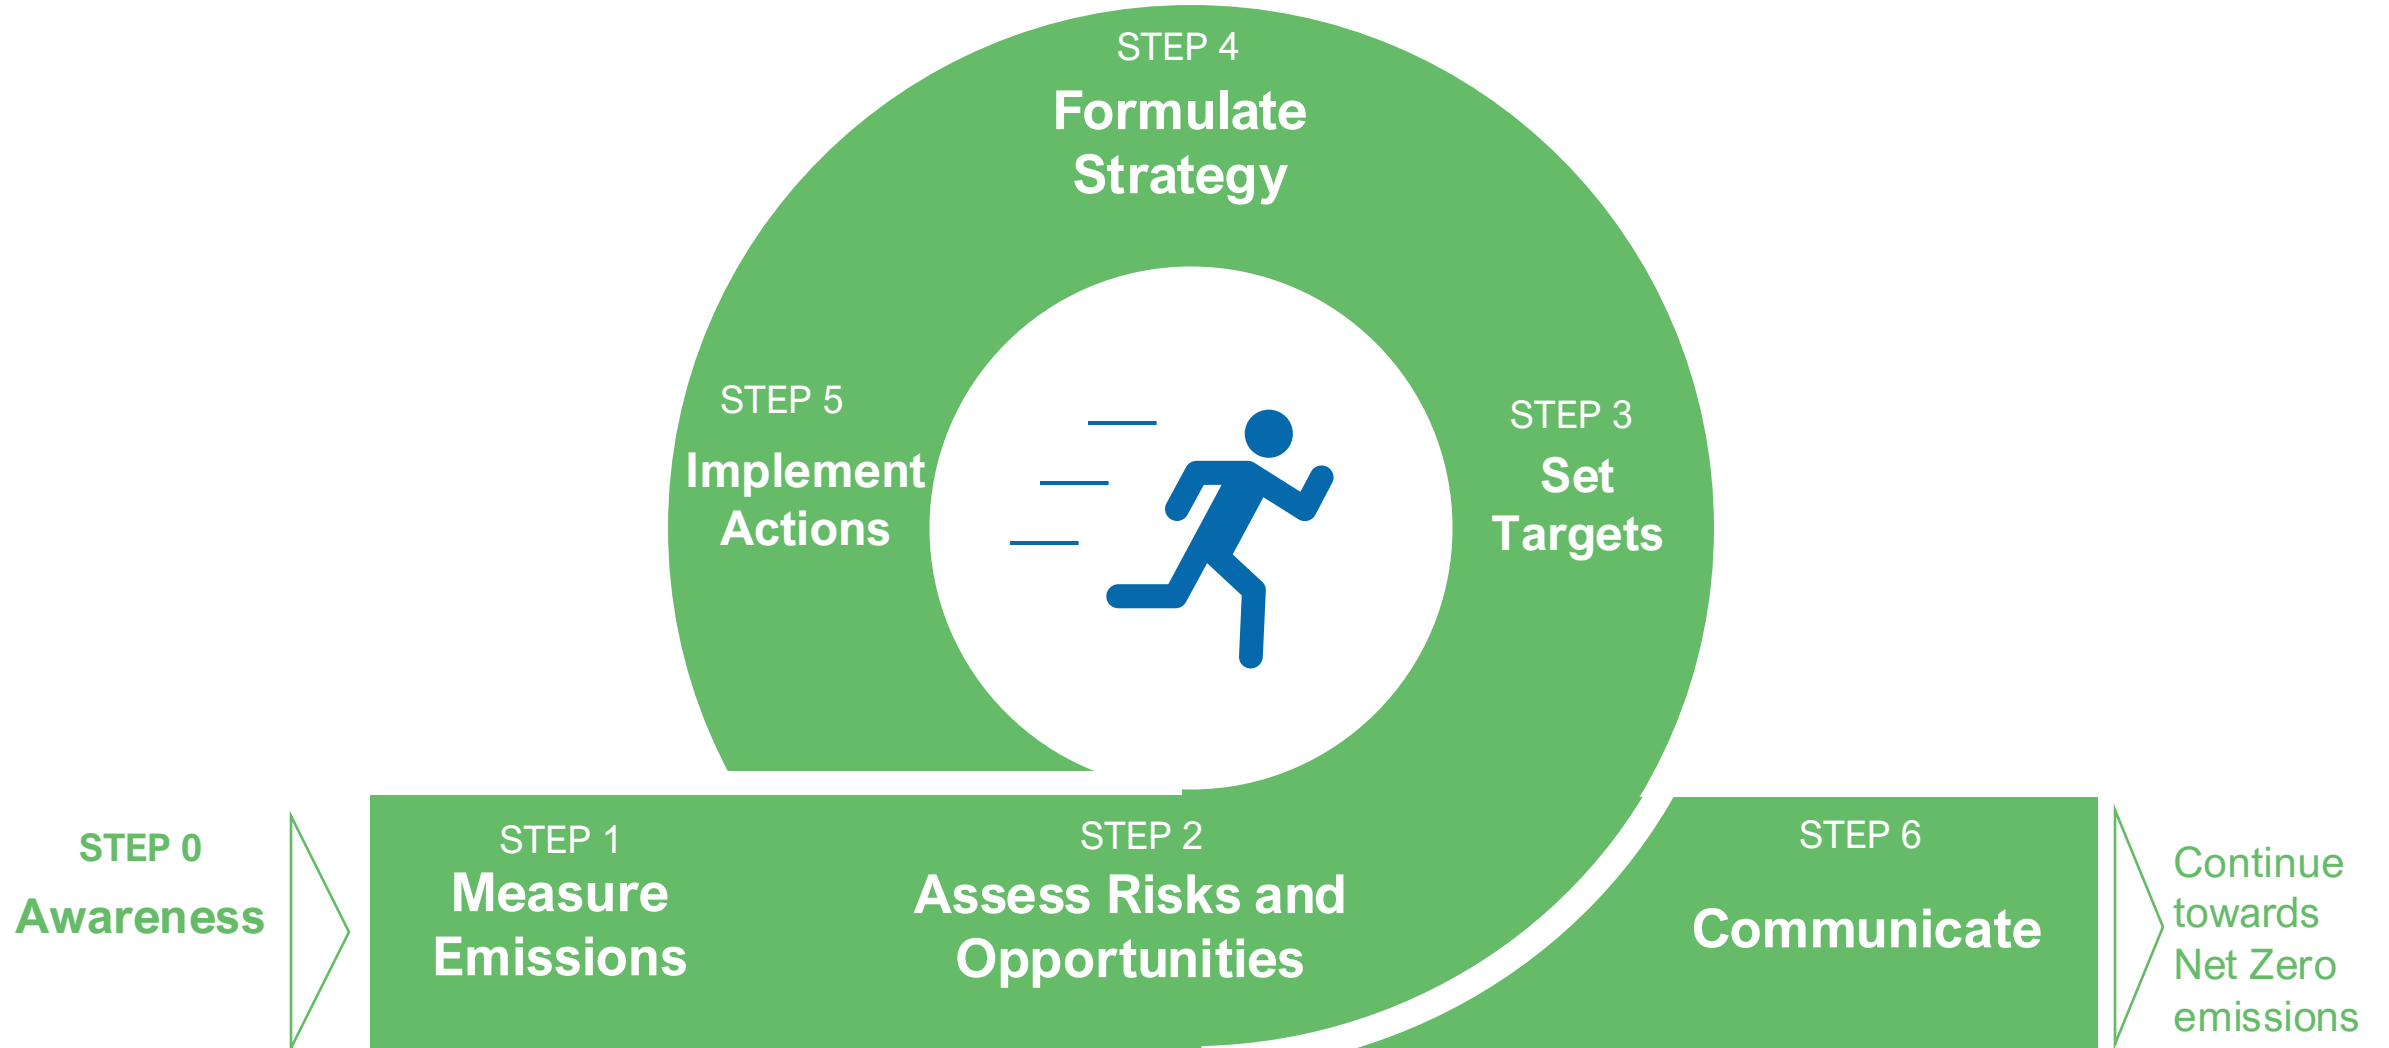 STEP 0
Awareness
STEP 1
Measure
Emissions
STEP 2
Assess Risks and
Opportunities
STEP 3
Set
Targets
STEP 4
Formulate
Strategy
STEP 5
Implement
Actions
STEP 6
Communicate
Continue
towards
Net Zero
emissions